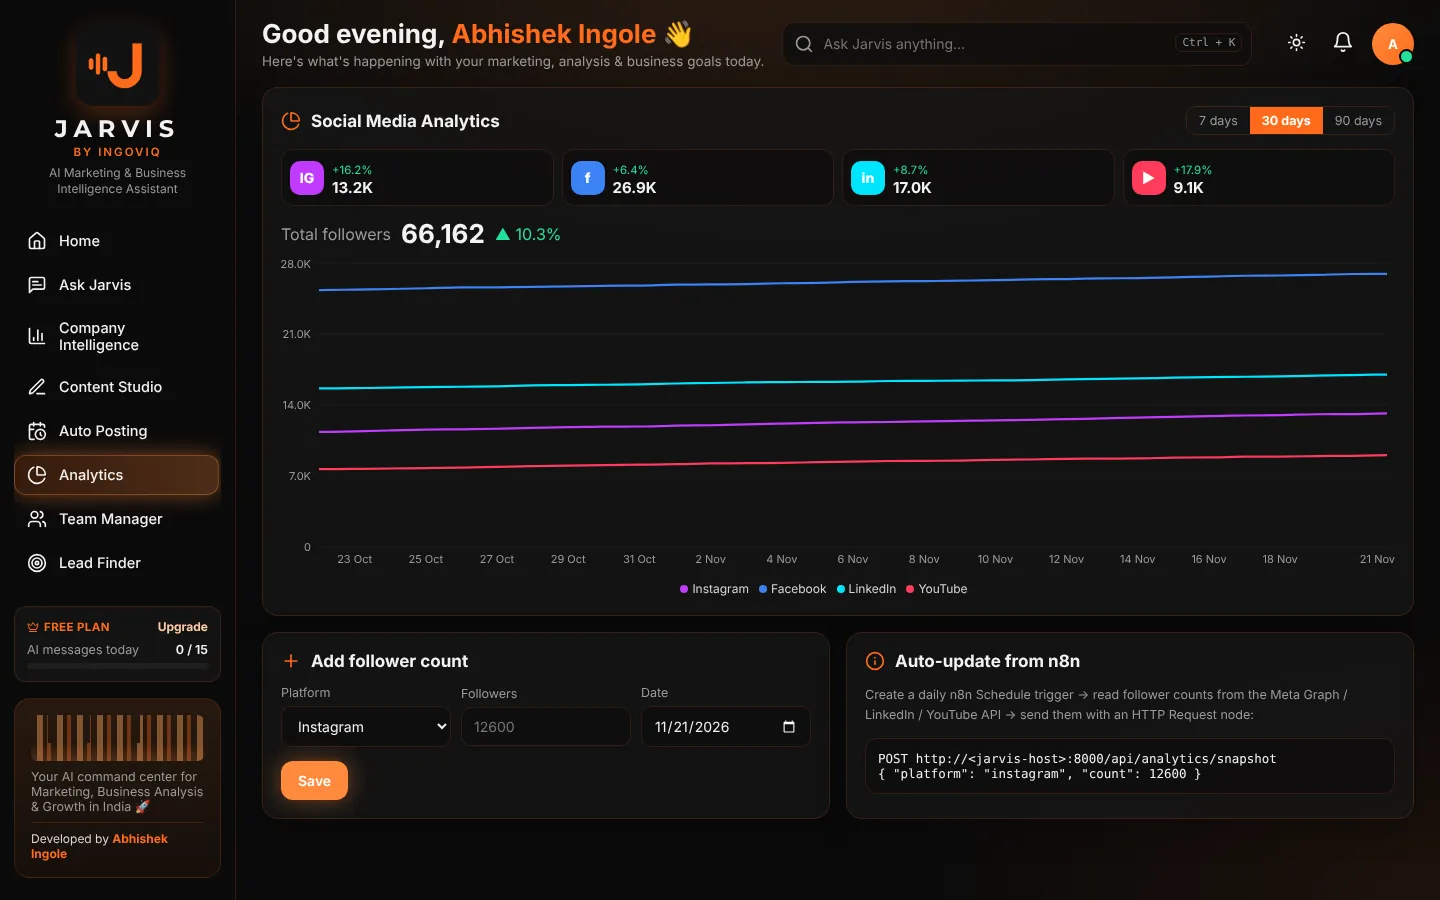 JARVIS
BY INGOVIQ
AI Marketing & Business
Intelligence Assistant
Home
Ask Jarvis
Company
Intelligence
Content Studio
Auto Posting
Analytics
Team Manager
Lead Finder
FREE PLAN Upgrade
AI messages today 0 / 15
Your AI command center for
Marketing, Business Analysis
& Growth in India 🚀
Developed by Abhishek
Ingole
Good evening, Abhishek Ingole 👋
Here's what's happening with your marketing, analysis & business goals today.
Ask Jarvis anything... Ctrl + K
A
Social Media Analytics
7 days 30 days 90 days
IG +16.2% 13.2K
f +6.4% 26.9K
in +8.7% 17.0K
+17.9% 9.1K
Total followers 66,162 ▲ 10.3%
28.0K
21.0K
14.0K
7.0K
0
23 Oct 25 Oct 27 Oct 29 Oct 31 Oct 2 Nov 4 Nov 6 Nov 8 Nov 10 Nov 12 Nov 14 Nov 16 Nov 18 Nov 21 Nov
Instagram Facebook LinkedIn YouTube
Add follower count
Platform Followers Date
Instagram 12600 11/21/2026
Save
Auto-update from n8n
Create a daily n8n Schedule trigger → read follower counts from the Meta Graph /
LinkedIn / YouTube API → send them with an HTTP Request node:
POST http://<jarvis-host>:8000/api/analytics/snapshot
{ "platform": "instagram", "count": 12600 }